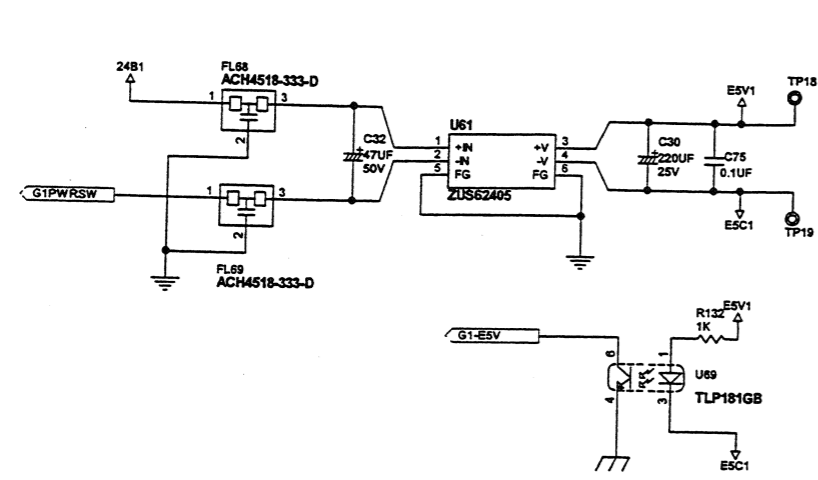 24B1
FL68
ACH4518-333-D
1
3
2
G1PWRSW
1
3
2
FL69
ACH4518-333-D
C32
47UF
50V
+
U61
1 +IN +V 3
2 -IN -V 4
5 FG FG 6
ZUS62405
C30
220UF
25V
+
C75
0.1UF
E5V1
TP18
E5C1
TP19
G1-E5V
R132
1K
E5V1
6
1
4
3
U69
TLP181GB
E5C1